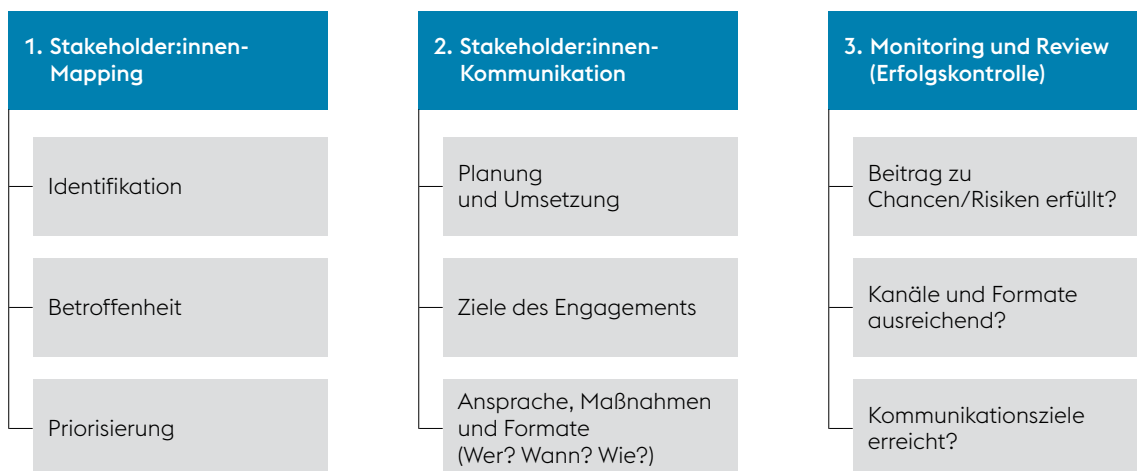 1. Stakeholder:innen-
Mapping
Identifikation
Betroffenheit
Priorisierung
2. Stakeholder:innen-
Kommunikation
Planung
und Umsetzung
Ziele des Engagements
Ansprache, Maßnahmen
und Formate
(Wer? Wann? Wie?)
3. Monitoring und Review
(Erfolgskontrolle)
Beitrag zu
Chancen/Risiken erfüllt?
Kanäle und Formate
ausreichend?
Kommunikationsziele
erreicht?